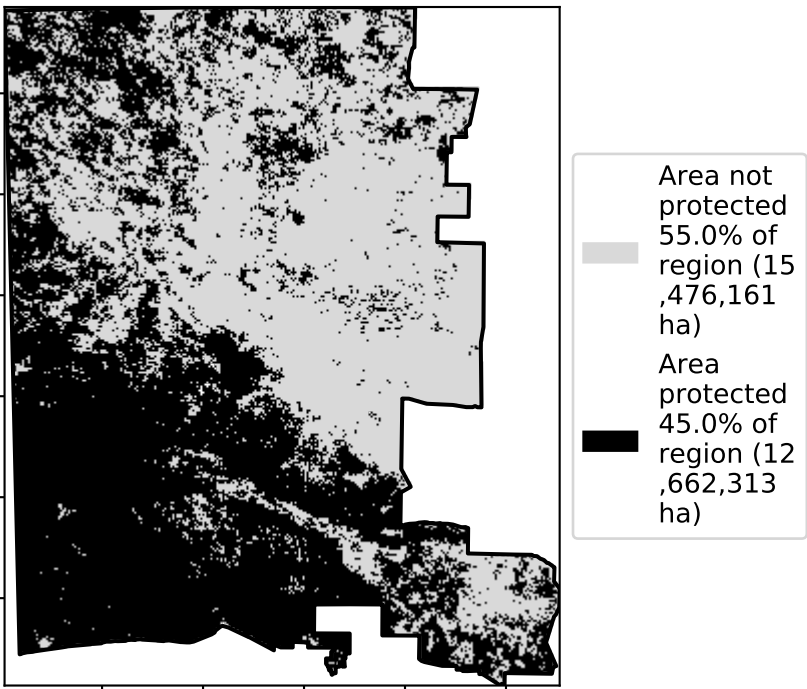 Area not
protected
55.0% of
region (15
,476,161
ha)
Area
protected
45.0% of
region (12
,662,313
ha)